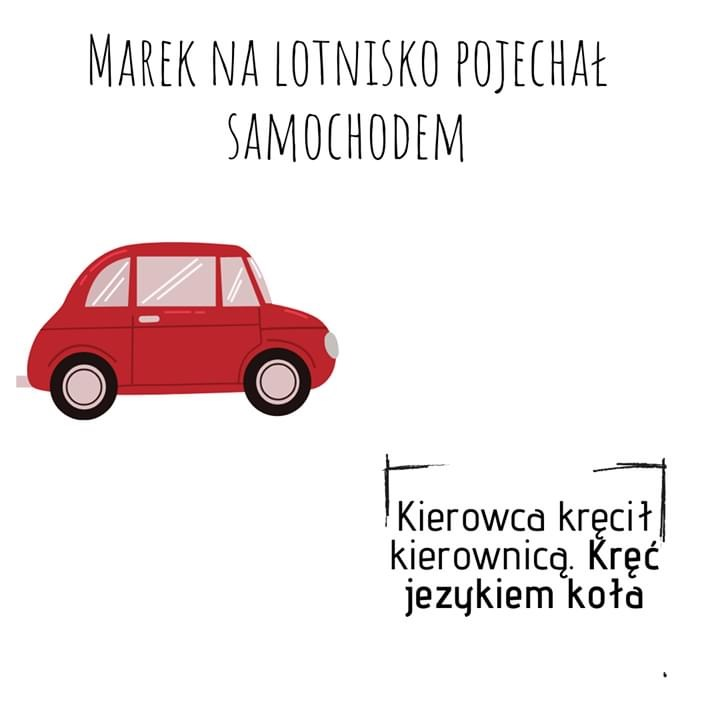 MAREK NA LOTNISKO POJECHAŁ
SAMOCHODEM
Kierowca kręcił
kierownicą. Kręć
jezykiem koła
.